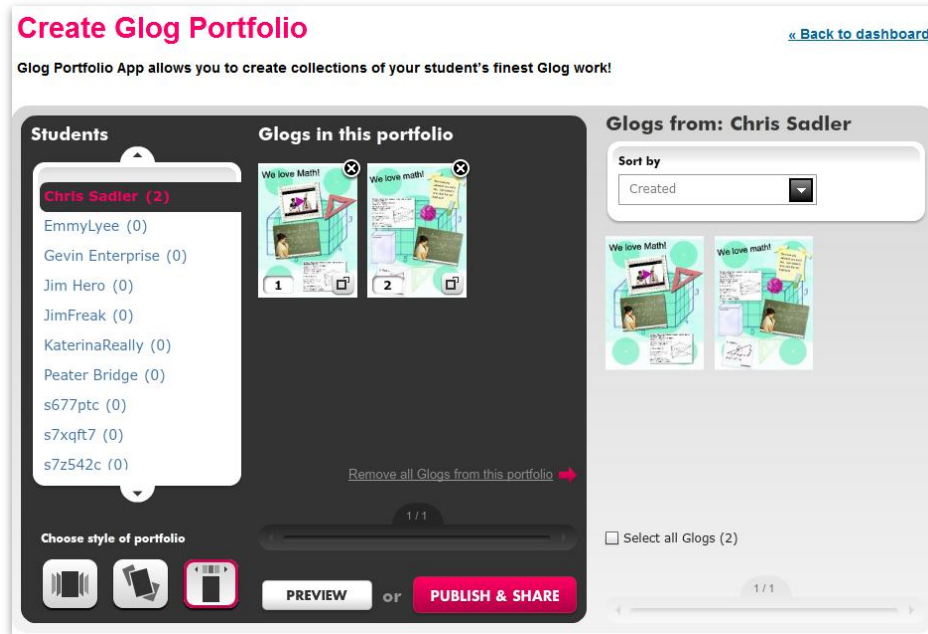 Create Glog Portfolio
« Back to dashboard
Glog Portfolio App allows you to create collections of your student's finest Glog work!
Students
Chris Sadler (2)
EmmyLyee (0)
Gevin Enterprise (0)
Jim Hero (0)
JimFreak (0)
KaterinaReally (0)
Peater Bridge (0)
s677ptc (0)
s7xqft7 (0)
s7z542c (0)
Choose style of portfolio
Glogs in this portfolio
We love Math!
We love math!
1
2
Remove all Glogs from this portfolio
1/1
PREVIEW or PUBLISH & SHARE
Glogs from: Chris Sadler
Sort by
Created
We love Math!
We love math!
Select all Glogs (2)
1/1